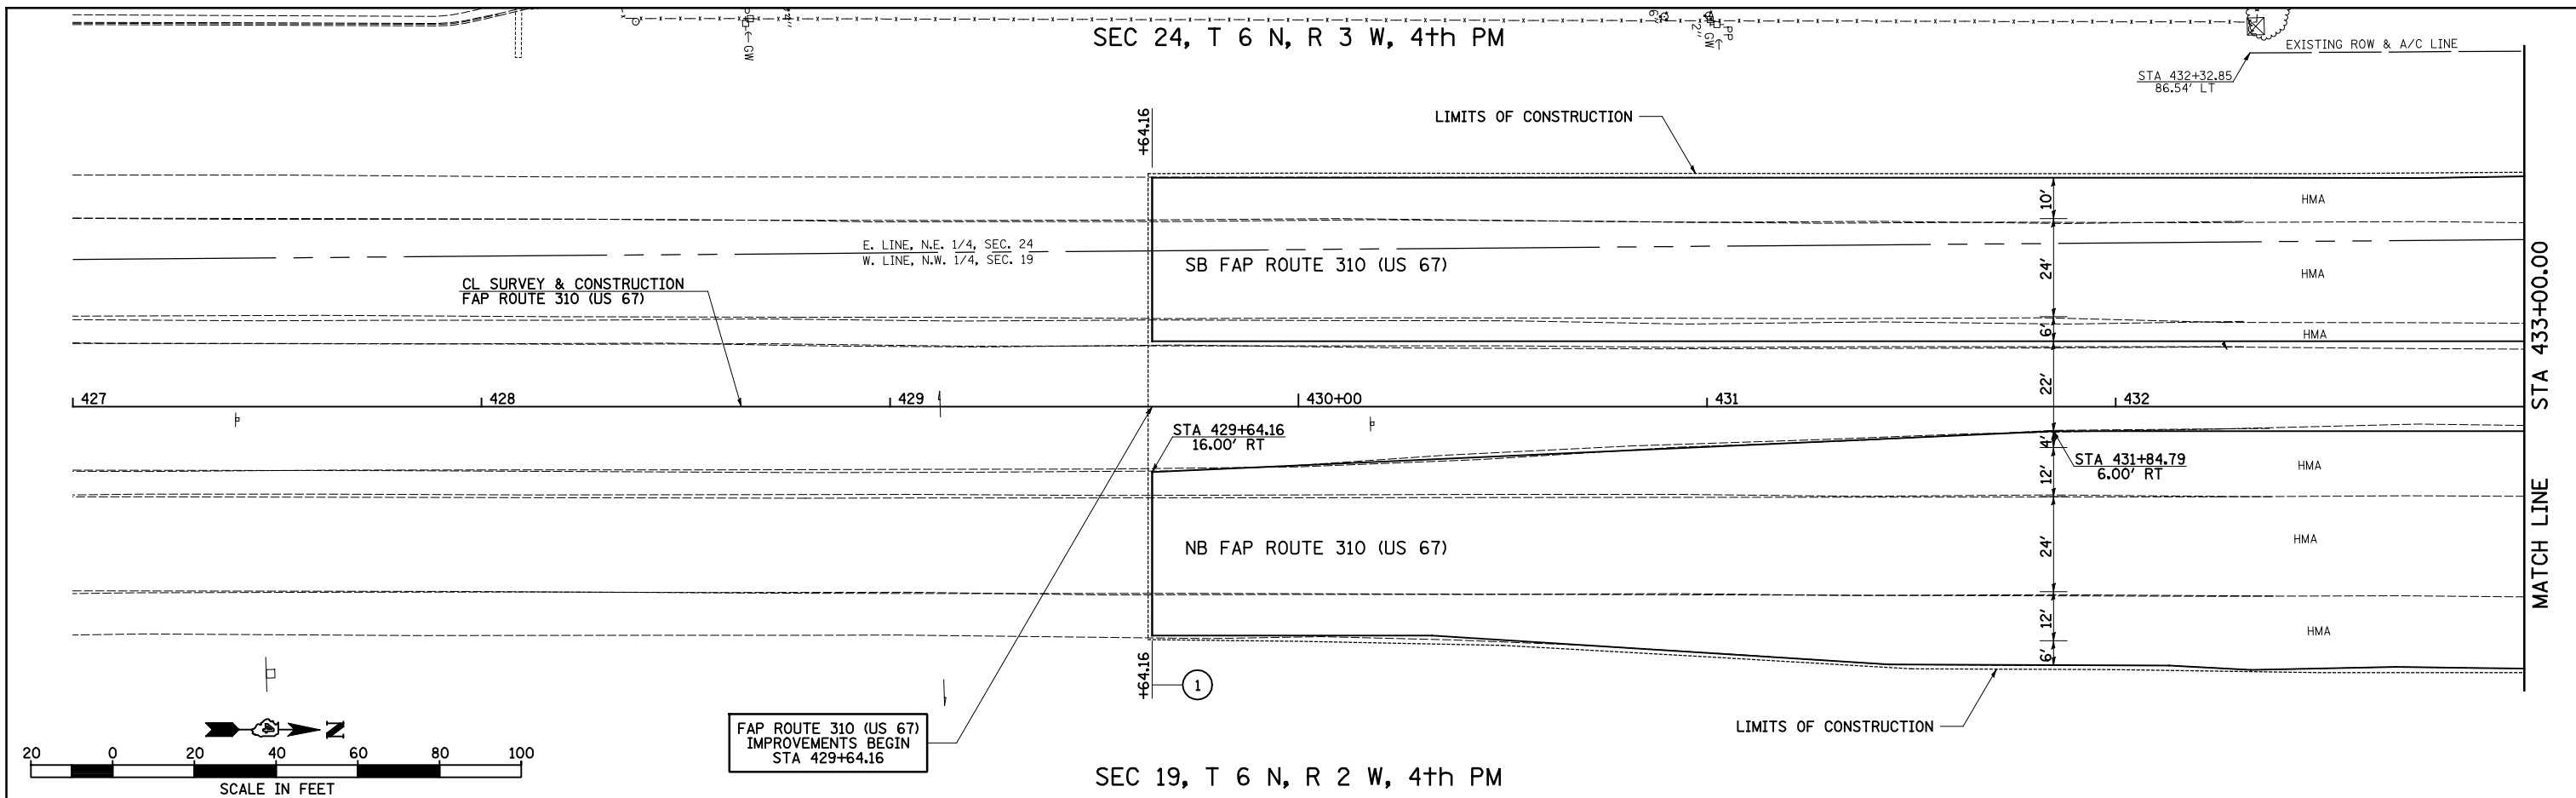 2"
GW
6"
2"
GW
PP
SEC 24, T 6 N, R 3 W, 4th PM
EXISTING ROW & A/C LINE
STA 432+32.85
86.54' LT
+64.16
LIMITS OF CONSTRUCTION
10'
HMA
E. LINE, N.E. 1/4, SEC. 24
W. LINE, N.W. 1/4, SEC. 19
SB FAP ROUTE 310 (US 67)
24'
HMA
CL SURVEY & CONSTRUCTION
FAP ROUTE 310 (US 67)
6'
HMA
22'
427
428
429
430+00
431
432
STA 429+64.16
16.00' RT
4'
STA 431+84.79
6.00' RT
12'
HMA
NB FAP ROUTE 310 (US 67)
24'
HMA
12'
HMA
6'
MATCH LINE STA 433+00.00
+64.16
1
FAP ROUTE 310 (US 67)
IMPROVEMENTS BEGIN
STA 429+64.16
LIMITS OF CONSTRUCTION
N
20 0 20 40 60 80 100
SCALE IN FEET
SEC 19, T 6 N, R 2 W, 4th PM